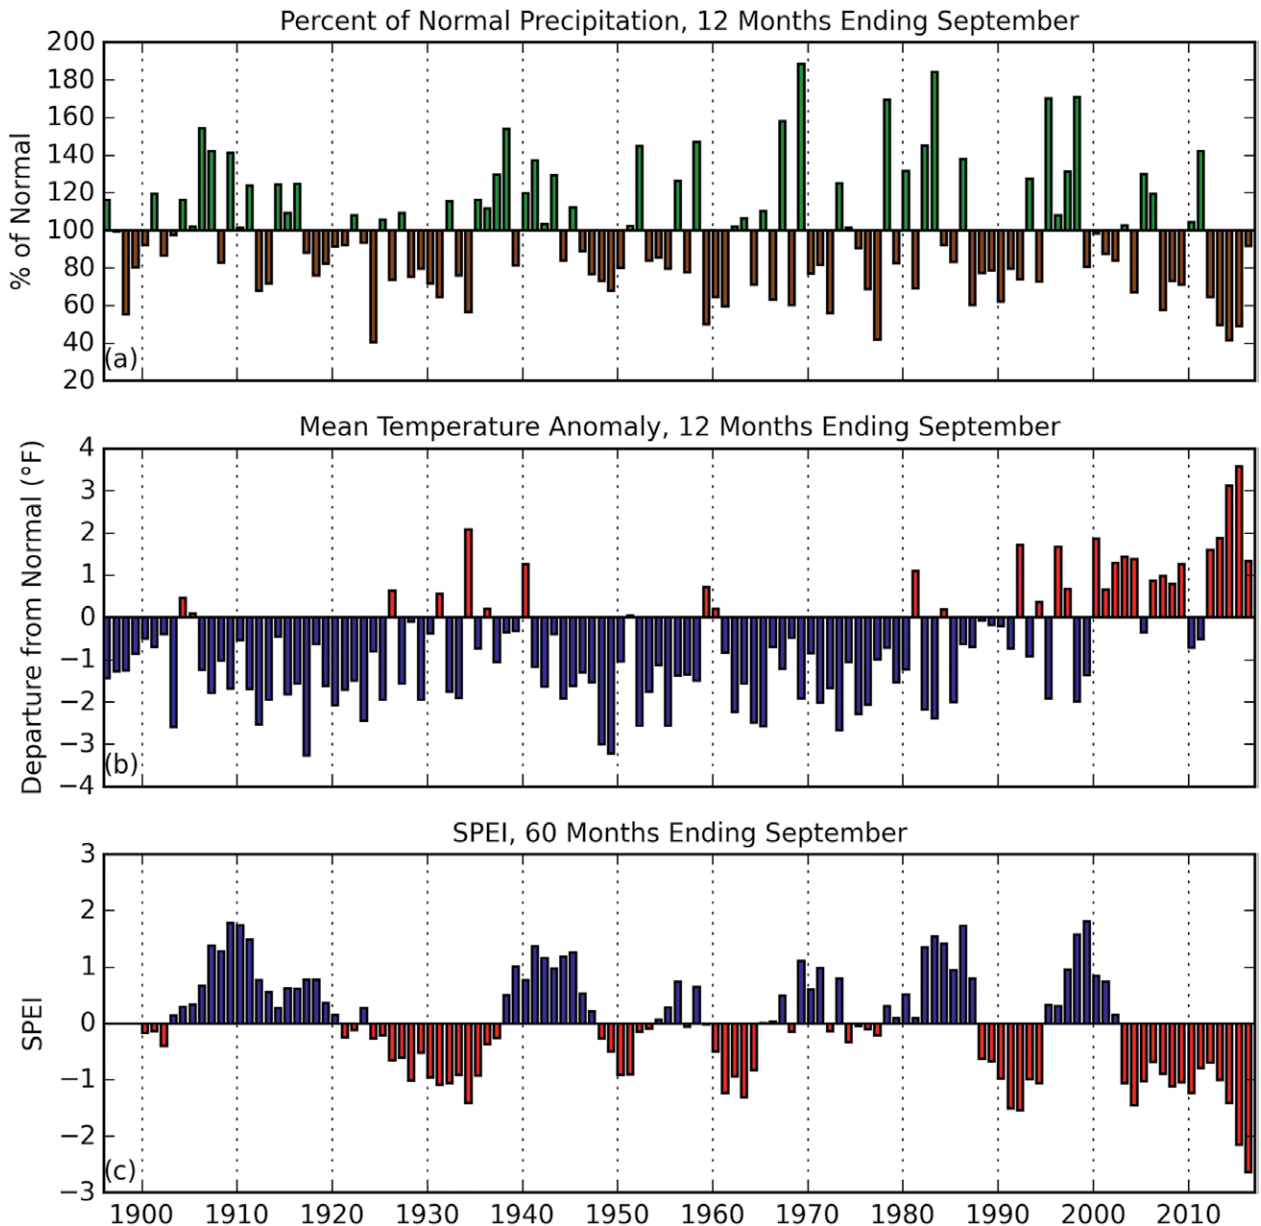 Percent of Normal Precipitation, 12 Months Ending September
% of Normal
200
180
160
140
120
100
80
60
40
20
(a)
Mean Temperature Anomaly, 12 Months Ending September
Departure from Normal (°F)
4
3
2
1
0
−1
−2
−3
−4
(b)
SPEI, 60 Months Ending September
SPEI
3
2
1
0
−1
−2
−3
(c)
1900 1910 1920 1930 1940 1950 1960 1970 1980 1990 2000 2010